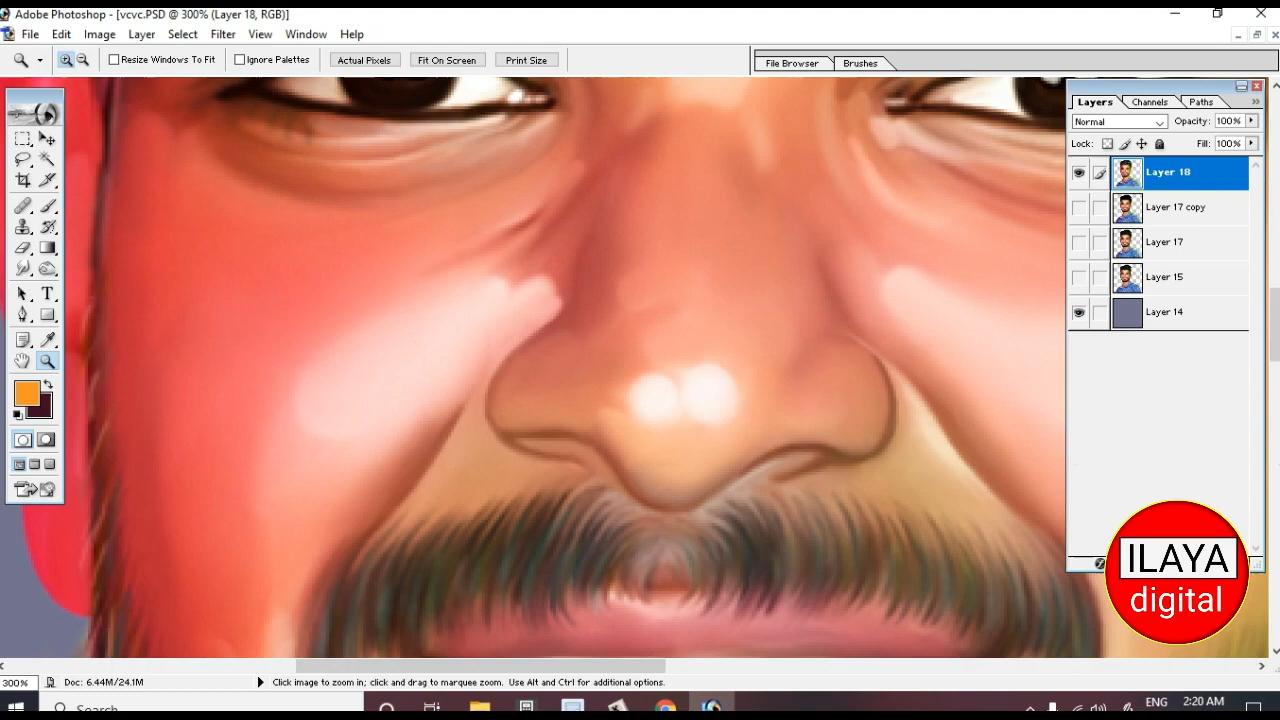 Adobe Photoshop - [vcvc.PSD @ 300% (Layer 18, RGB)]
File Edit Image Layer Select Filter View Window Help
Resize Windows To Fit Ignore Palettes Actual Pixels Fit On Screen Print Size File Browser Brushes
Layers Channels Paths
Normal Opacity: 100%
Lock: Fill: 100%
Layer 18
Layer 17 copy
Layer 17
Layer 15
Layer 14
T
ILAYA
digital
300% Doc: 6.44M/24.1M Click image to zoom in; click and drag to marquee zoom. Use Alt and Ctrl for additional options.
Search ENG 2:20 AM